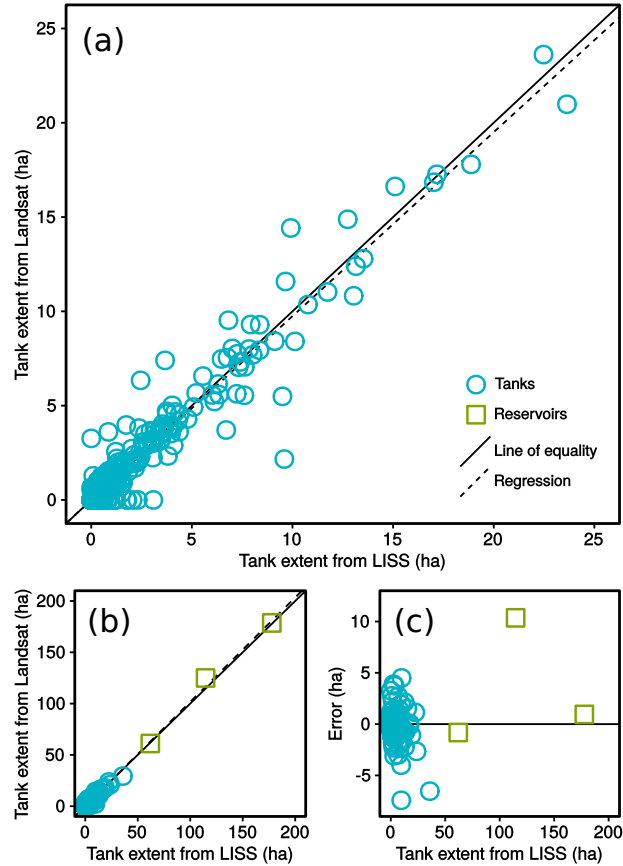 (a)
Tank extent from Landsat (ha)
25
20
15
10
5
0
Tanks
Reservoirs
Line of equality
Regression
0 5 10 15 20 25
Tank extent from LISS (ha)
(b)
Tank extent from Landsat (ha)
200
150
100
50
0
0 50 100 150 200
Tank extent from LISS (ha)
(c)
Error (ha)
10
5
0
-5
0 50 100 150 200
Tank extent from LISS (ha)